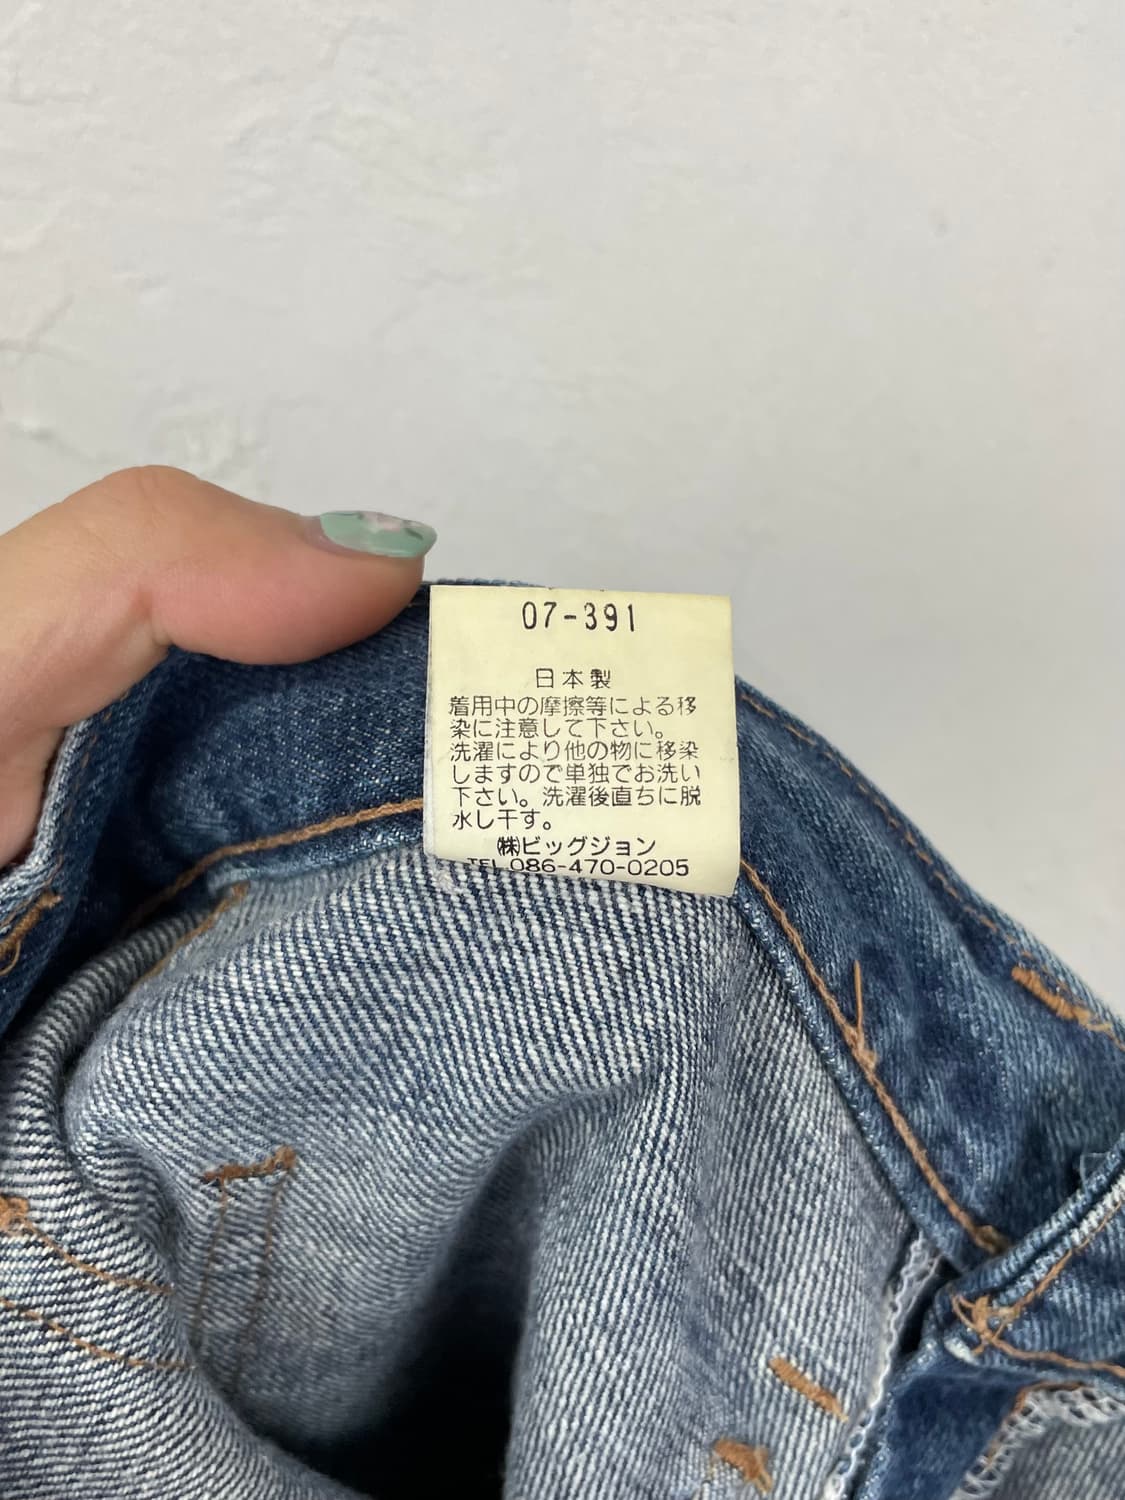 07-391
日本製
着用中の摩擦等による移
染に注意して下さい。
洗濯により他の物に移染
しますので単独でお洗い
下さい。洗濯後直ちに脱
水し干す。
㈱ビッグジョン
TEL 086-470-0205